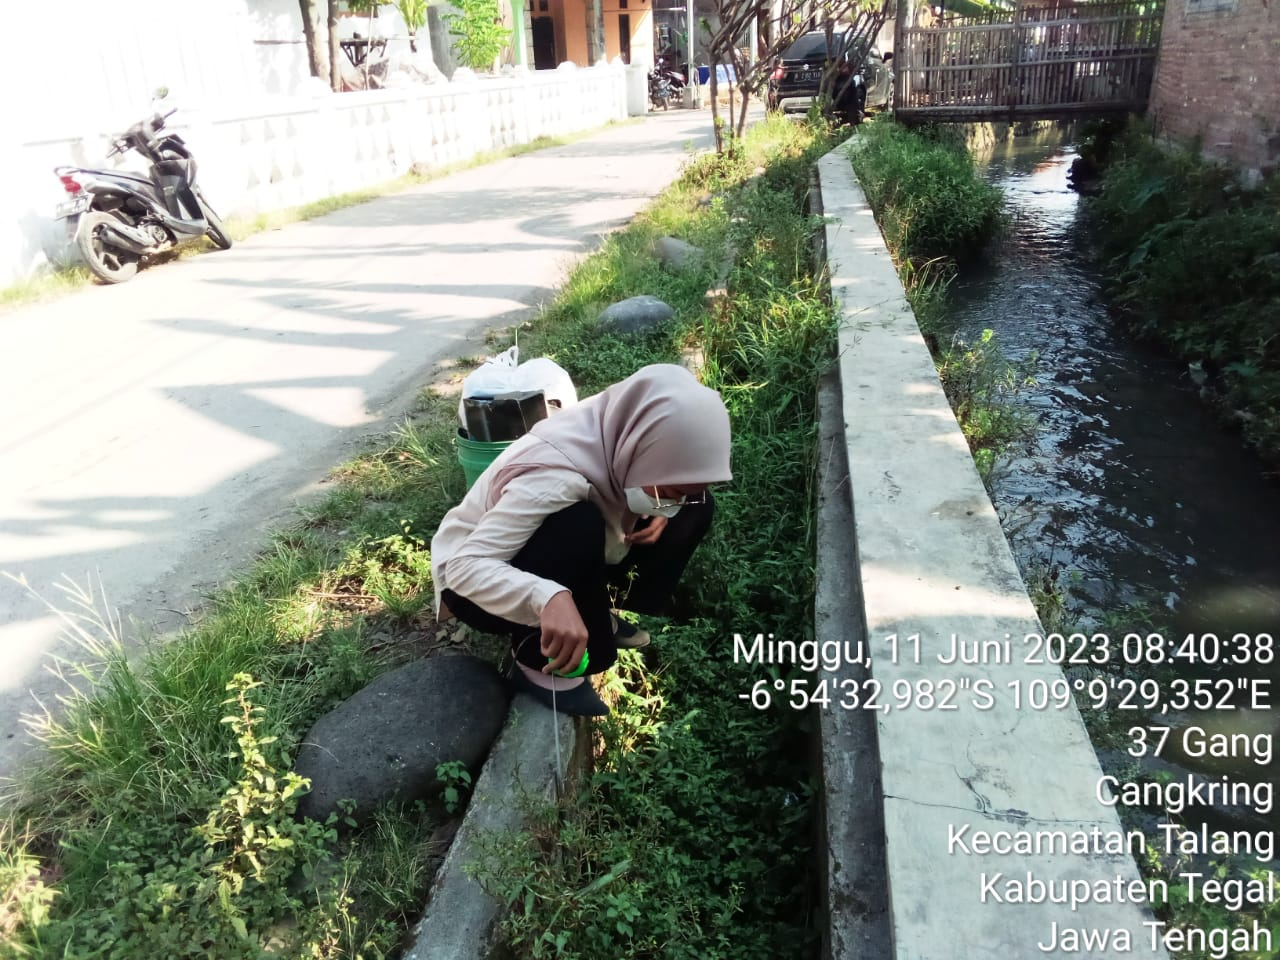 Minggu, 11 Juni 2023 08:40:38
-6°54'32,982"S 109°9'29,352"E
37 Gang
Cangkring
Kecamatan Talang
Kabupaten Tegal
Jawa Tengah